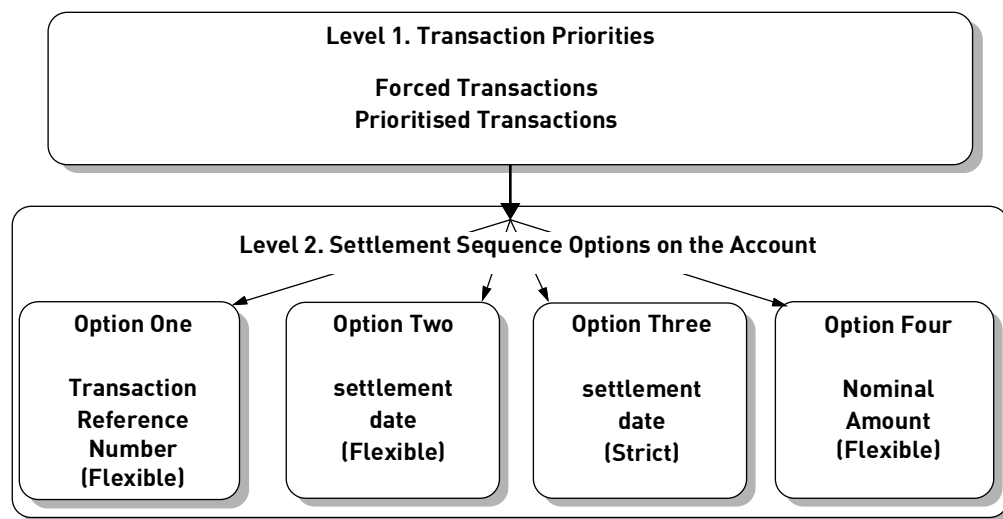 Level 1. Transaction Priorities
Forced Transactions
Prioritised Transactions
Level 2. Settlement Sequence Options on the Account
Option One
Transaction
Reference
Number
(Flexible)
Option Two
settlement
date
(Flexible)
Option Three
settlement
date
(Strict)
Option Four
Nominal
Amount
(Flexible)